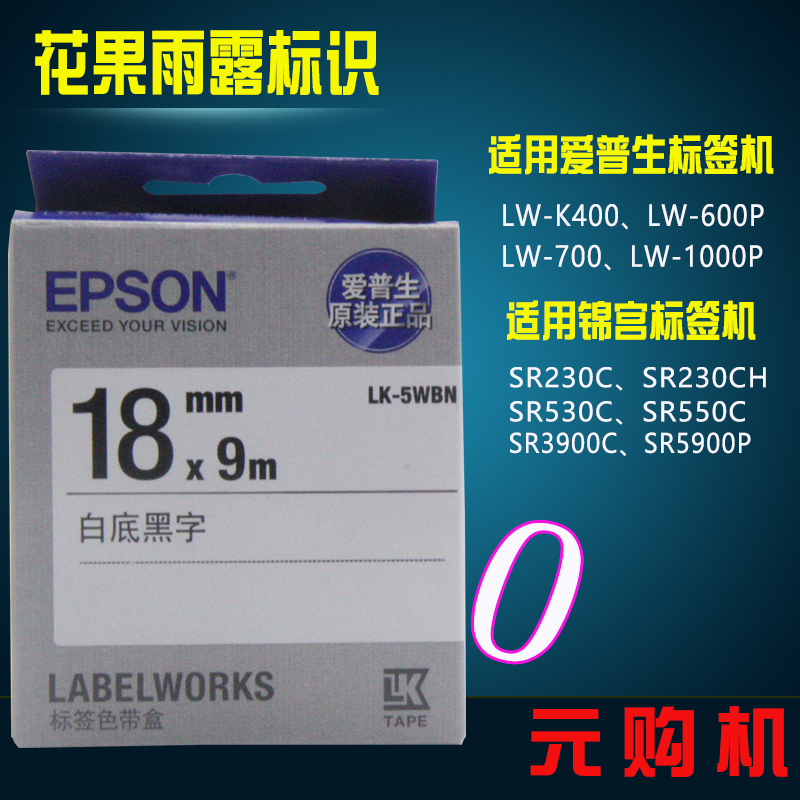 花果雨露标识
适用爱普生标签机
LW-K400、LW-600P
LW-700、LW-1000P
适用锦宫标签机
SR230C、SR230CH
SR530C、SR550C
SR3900C、SR5900P
EPSON®
EXCEED YOUR VISION
爱普生
原装正品
LK-5WBN
18 mm
x 9m
白底黑字
LABELWORKS
标签色带盒
LK
TAPE
0
元购机